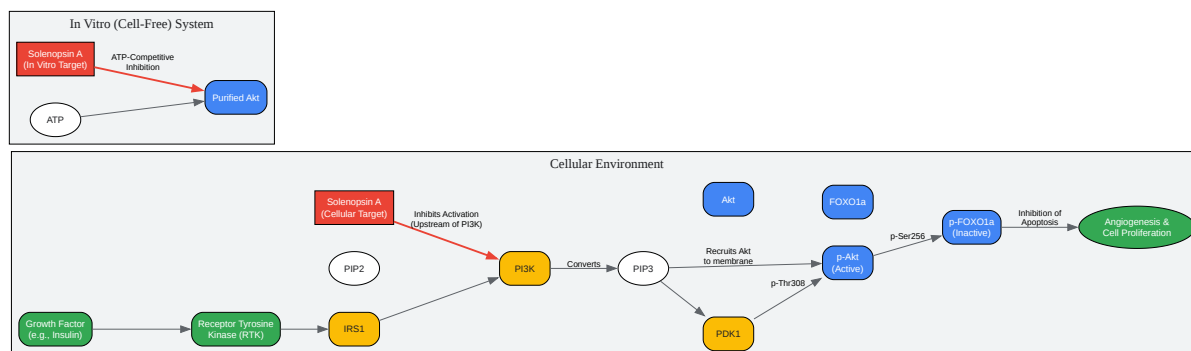 In Vitro (Cell-Free) System
Solenopsin A
(In Vitro Target)
ATP-Competitive
Inhibition
Purified Akt
ATP
Cellular Environment
Solenopsin A
(Cellular Target)
Inhibits Activation
(Upstream of PI3K)
Akt
FOXO1a
p-FOXO1a
(Inactive)
Inhibition of
Apoptosis
Angiogenesis &
Cell Proliferation
p-Ser256
PIP2
PI3K
Converts
PIP3
Recruits Akt
to membrane
p-Akt
(Active)
p-Thr308
Growth Factor
(e.g., Insulin)
Receptor Tyrosine
Kinase (RTK)
IRS1
PDK1